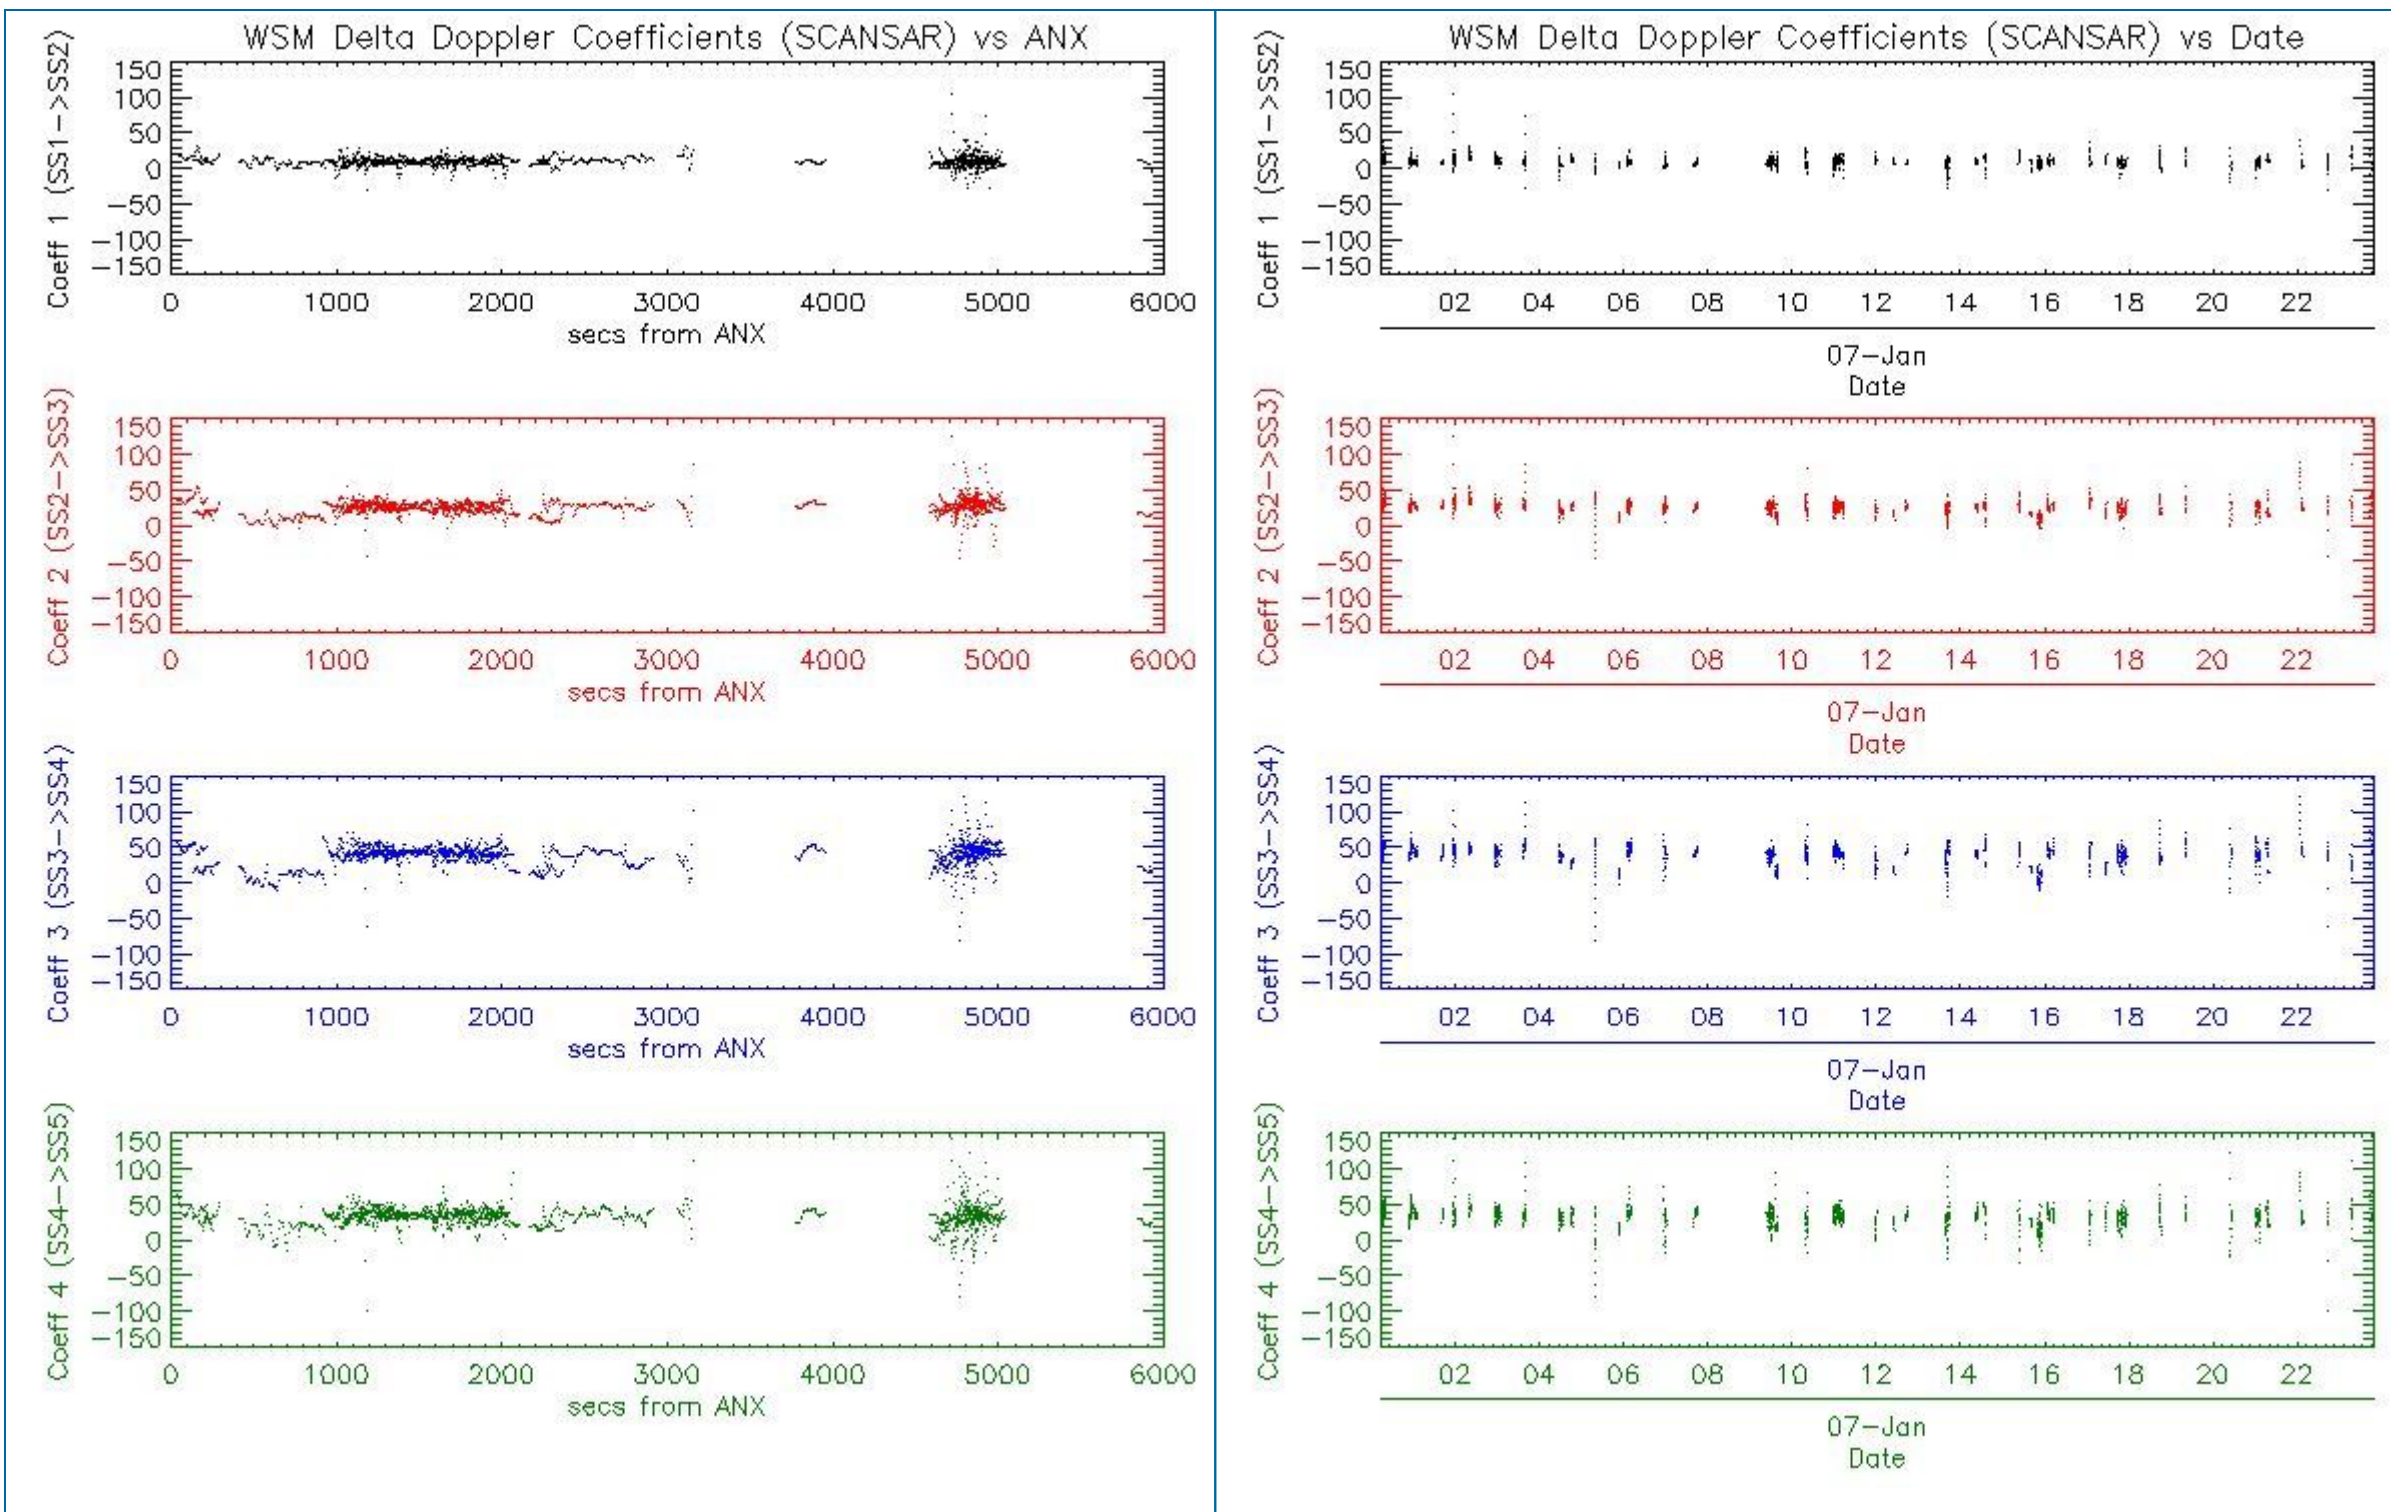 WSM Delta Doppler Coefficients (SCANSAR) vs ANX
Coeff 1 (SS1->SS2)
150
100
50
0
-50
-100
-150
0 1000 2000 3000 4000 5000 6000
secs from ANX
Coeff 2 (SS2->SS3)
150
100
50
0
-50
-100
-150
0 1000 2000 3000 4000 5000 6000
secs from ANX
Coeff 3 (SS3->SS4)
150
100
50
0
-50
-100
-150
0 1000 2000 3000 4000 5000 6000
secs from ANX
Coeff 4 (SS4->SS5)
150
100
50
0
-50
-100
-150
0 1000 2000 3000 4000 5000 6000
secs from ANX
WSM Delta Doppler Coefficients (SCANSAR) vs Date
Coeff 1 (SS1->SS2)
150
100
50
0
-50
-100
-150
02 04 06 08 10 12 14 16 18 20 22
07-Jan
Date
Coeff 2 (SS2->SS3)
150
100
50
0
-50
-100
-150
02 04 06 08 10 12 14 16 18 20 22
07-Jan
Date
Coeff 3 (SS3->SS4)
150
100
50
0
-50
-100
-150
02 04 06 08 10 12 14 16 18 20 22
07-Jan
Date
Coeff 4 (SS4->SS5)
150
100
50
0
-50
-100
-150
02 04 06 08 10 12 14 16 18 20 22
07-Jan
Date